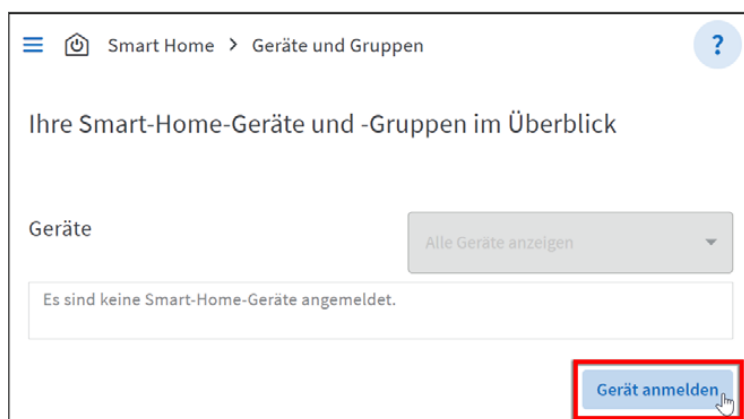 Smart Home > Geräte und Gruppen
?
Ihre Smart-Home-Geräte und -Gruppen im Überblick
Geräte
Alle Geräte anzeigen
Es sind keine Smart-Home-Geräte angemeldet.
Gerät anmelden